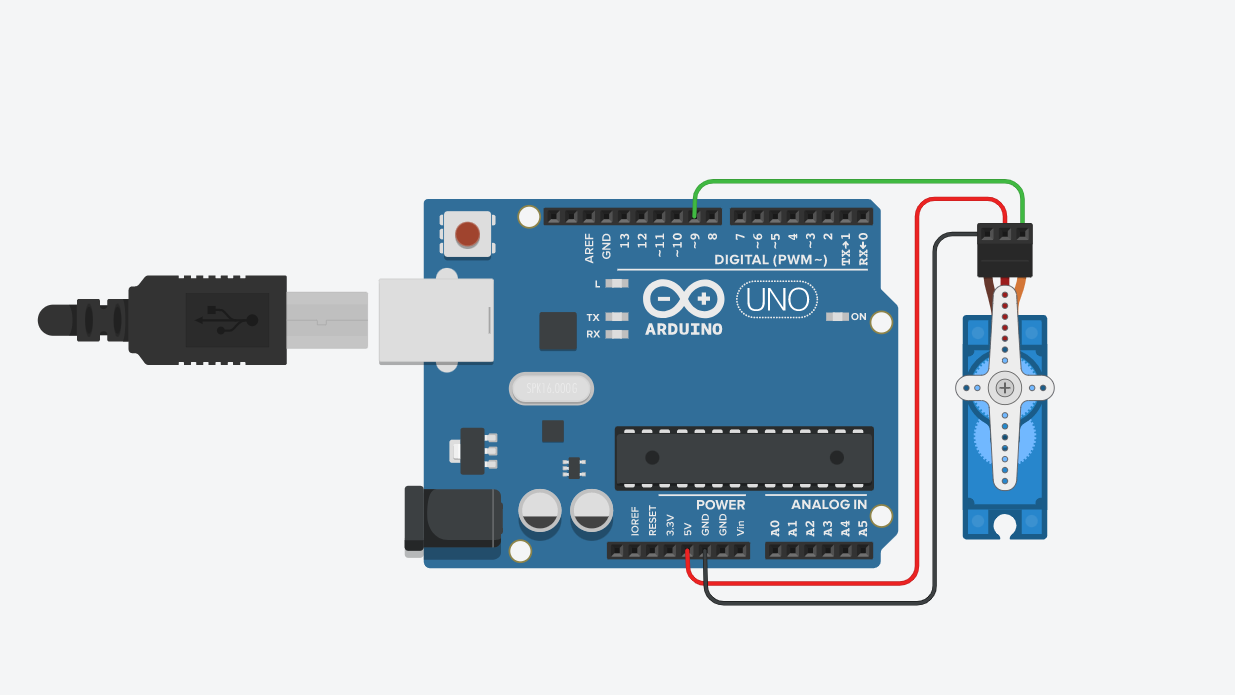 AREF
GND
13
12
~11
~10
~9
8
7
~6
~5
4
~3
2
TX→1
RX←0
DIGITAL (PWM~)
L
TX
RX
ARDUINO
UNO
ON
SPK16.000G
POWER
ANALOG IN
IOREF
RESET
3.3V
5V
GND
GND
Vin
A0
A1
A2
A3
A4
A5